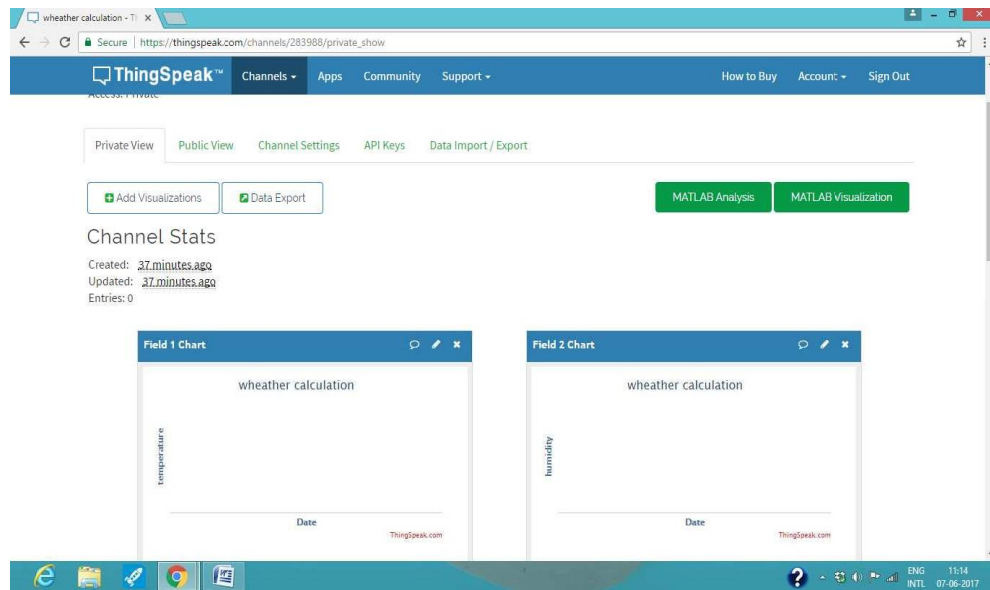 wheather calculation - Tl
Secure | https://thingspeak.com/channels/283988/private_show
ThingSpeak™ Channels Apps Community Support How to Buy Account Sign Out
Access: Private
Private View Public View Channel Settings API Keys Data Import / Export
Add Visualizations Data Export MATLAB Analysis MATLAB Visualization
Channel Stats
Created: 37 minutes ago
Updated: 37 minutes ago
Entries: 0
Field 1 Chart
wheather calculation
temperature
Date
ThingSpeak.com
Field 2 Chart
wheather calculation
humidity
Date
ThingSpeak.com
ENG 11:14
INTL 07-06-2017